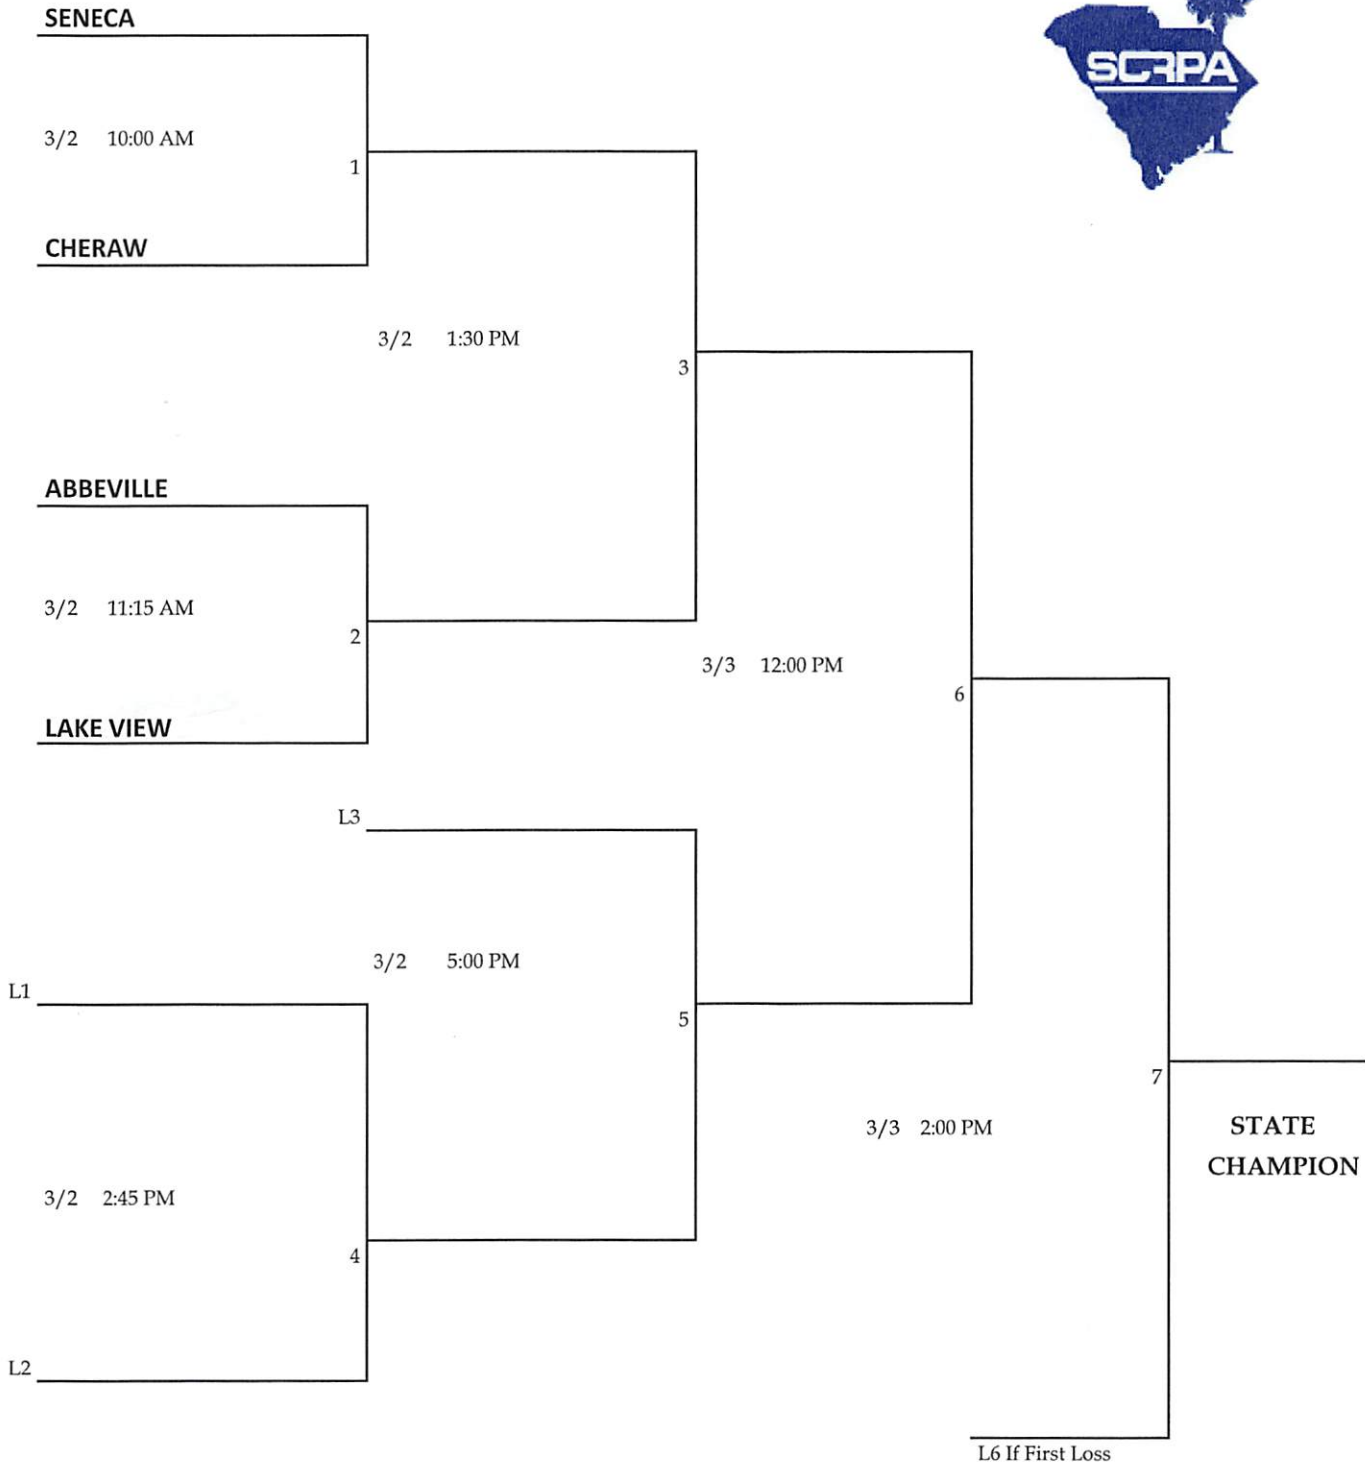 SENECA
SCRPA
3/2 10:00 AM
1
CHERAW
3/2 1:30 PM
3
ABBEVILLE
3/2 11:15 AM
2
3/3 12:00 PM
6
LAKE VIEW
L3
3/2 5:00 PM
L1
5
7
STATE
CHAMPION
3/3 2:00 PM
3/2 2:45 PM
4
L2
L6 If First Loss